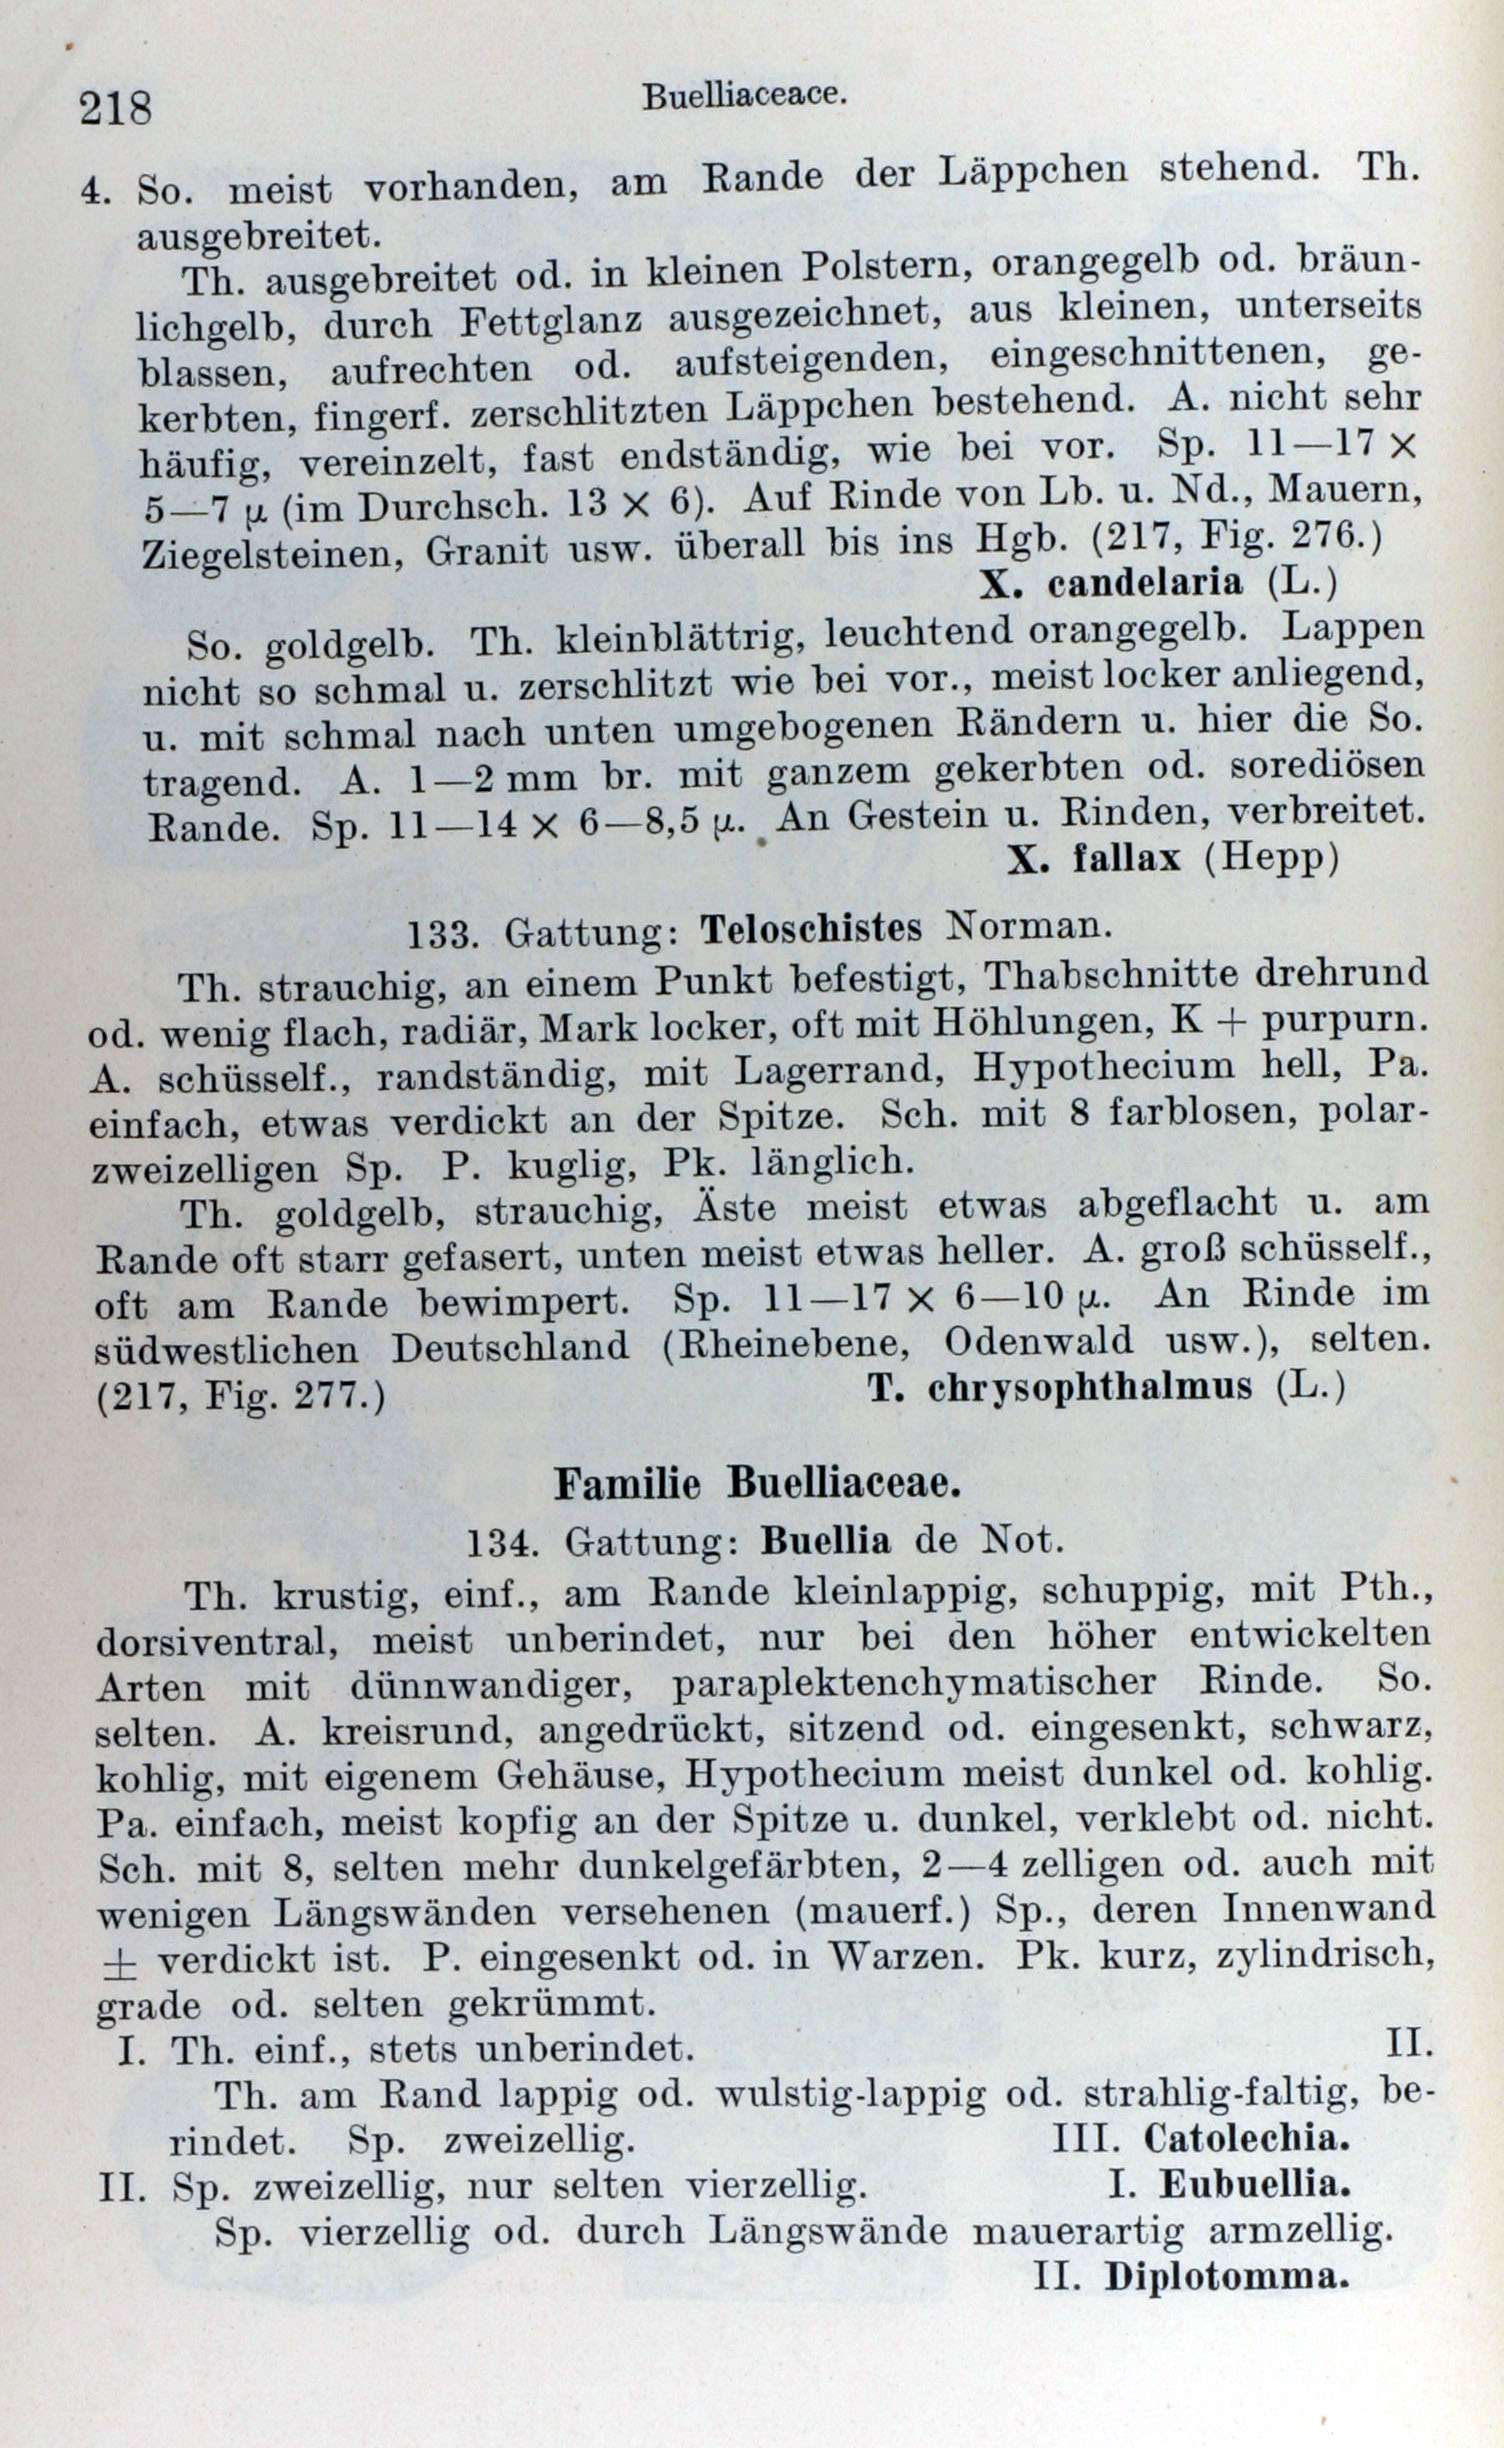 218
Buelliaceace.
4. So. meist vorhanden, am Rande der Läppchen stehend. Th.
ausgebreitet.
Th. ausgebreitet od. in kleinen Polstern, orangegelb od. bräun-
lichgelb, durch Fettglanz ausgezeichnet, aus kleinen, unterseits
blassen, aufrechten od. aufsteigenden, eingeschnittenen, ge-
kerbten, fingerf. zerschlitzten Läppchen bestehend. A. nicht sehr
häufig, vereinzelt, fast endständig, wie bei vor. Sp. 11—17 ×
5—7 μ (im Durchsch. 13 × 6). Auf Rinde von Lb. u. Nd., Mauern,
Ziegelsteinen, Granit usw. überall bis ins Hgb. (217, Fig. 276.)
X. candelaria (L.)
So. goldgelb. Th. kleinblättrig, leuchtend orangegelb. Lappen
nicht so schmal u. zerschlitzt wie bei vor., meist locker anliegend,
u. mit schmal nach unten umgebogenen Rändern u. hier die So.
tragend. A. 1—2 mm br. mit ganzem gekerbten od. sorediösen
Rande. Sp. 11—14 × 6—8,5 μ. An Gestein u. Rinden, verbreitet.
X. fallax (Hepp)
133. Gattung: Teloschistes Norman.
Th. strauchig, an einem Punkt befestigt, Thabschnitte drehrund
od. wenig flach, radiär, Mark locker, oft mit Höhlungen, K + purpurn.
A. schüsself., randständig, mit Lagerrand, Hypothecium hell, Pa.
einfach, etwas verdickt an der Spitze. Sch. mit 8 farblosen, polar-
zweizelligen Sp. P. kuglig, Pk. länglich.
Th. goldgelb, strauchig, Äste meist etwas abgeflacht u. am
Rande oft starr gefasert, unten meist etwas heller. A. groß schüsself.,
oft am Rande bewimpert. Sp. 11—17 × 6—10 μ. An Rinde im
südwestlichen Deutschland (Rheinebene, Odenwald usw.), selten.
(217, Fig. 277.) T. chrysophthalmus (L.)
Familie Buelliaceae.
134. Gattung: Buellia de Not.
Th. krustig, einf., am Rande kleinlappig, schuppig, mit Pth.,
dorsiventral, meist unberindet, nur bei den höher entwickelten
Arten mit dünnwandiger, paraplektenchymatischer Rinde. So.
selten. A. kreisrund, angedrückt, sitzend od. eingesenkt, schwarz,
kohlig, mit eigenem Gehäuse, Hypothecium meist dunkel od. kohlig.
Pa. einfach, meist kopfig an der Spitze u. dunkel, verklebt od. nicht.
Sch. mit 8, selten mehr dunkelgefärbten, 2—4 zelligen od. auch mit
wenigen Längswänden versehenen (mauerf.) Sp., deren Innenwand
± verdickt ist. P. eingesenkt od. in Warzen. Pk. kurz, zylindrisch,
grade od. selten gekrümmt.
I. Th. einf., stets unberindet. II.
Th. am Rand lappig od. wulstig-lappig od. strahlig-faltig, be-
rindet. Sp. zweizellig. III. Catolechia.
II. Sp. zweizellig, nur selten vierzellig. I. Eubuellia.
Sp. vierzellig od. durch Längswände mauerartig armzellig.
II. Diplotomma.